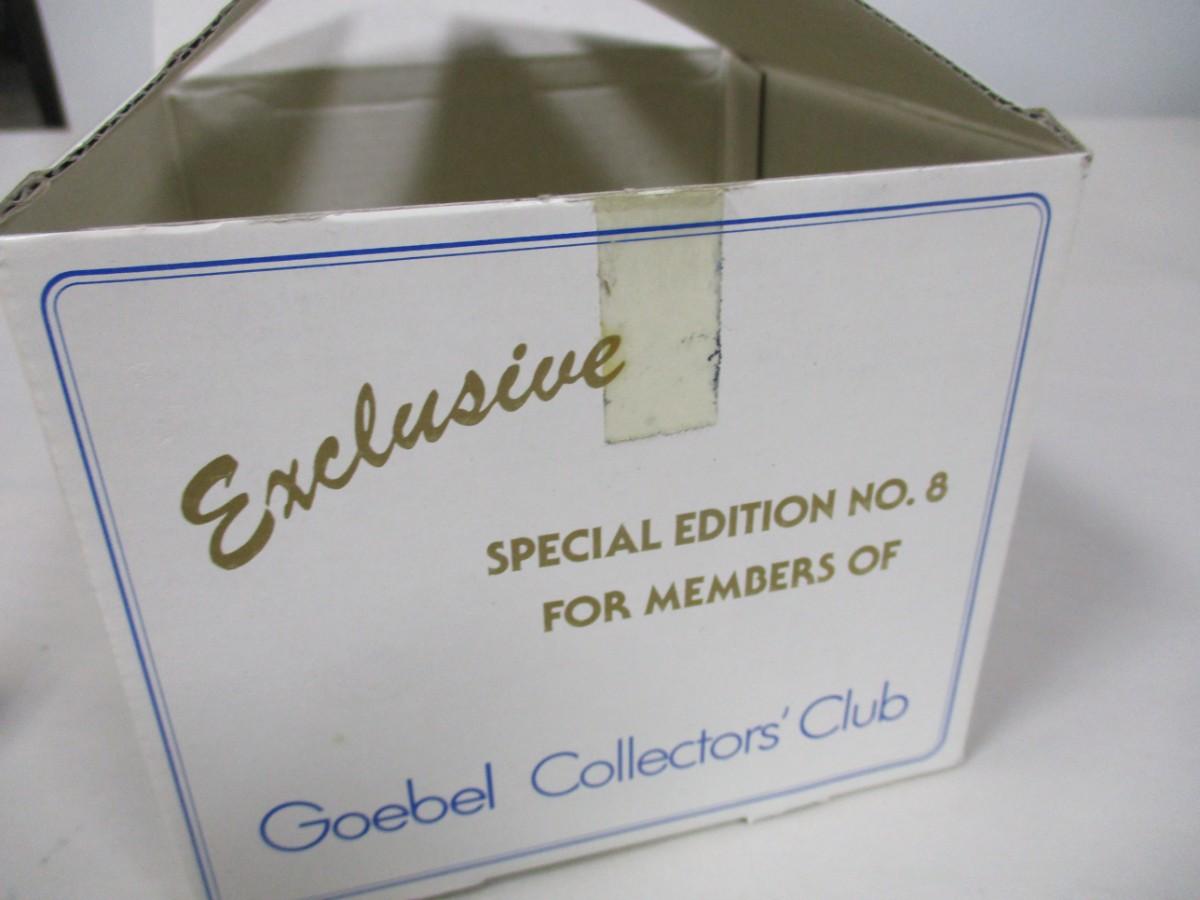 Exclusive
SPECIAL EDITION NO. 8
FOR MEMBERS OF
Goebel Collectors' Club